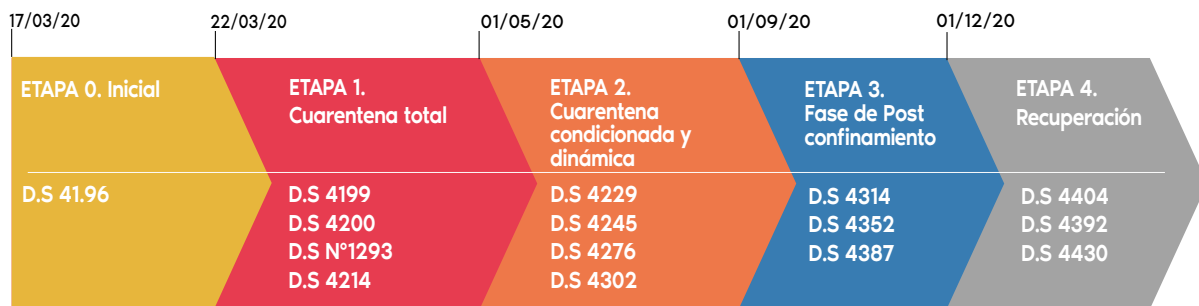 17/03/20
22/03/20
01/05/20
01/09/20
01/12/20
ETAPA 0. Inicial
D.S 41.96
ETAPA 1.
Cuarentena total
D.S 4199
D.S 4200
D.S N°1293
D.S 4214
ETAPA 2.
Cuarentena
condicionada y
dinámica
D.S 4229
D.S 4245
D.S 4276
D.S 4302
ETAPA 3.
Fase de Post
confinamiento
D.S 4314
D.S 4352
D.S 4387
ETAPA 4.
Recuperación
D.S 4404
D.S 4392
D.S 4430